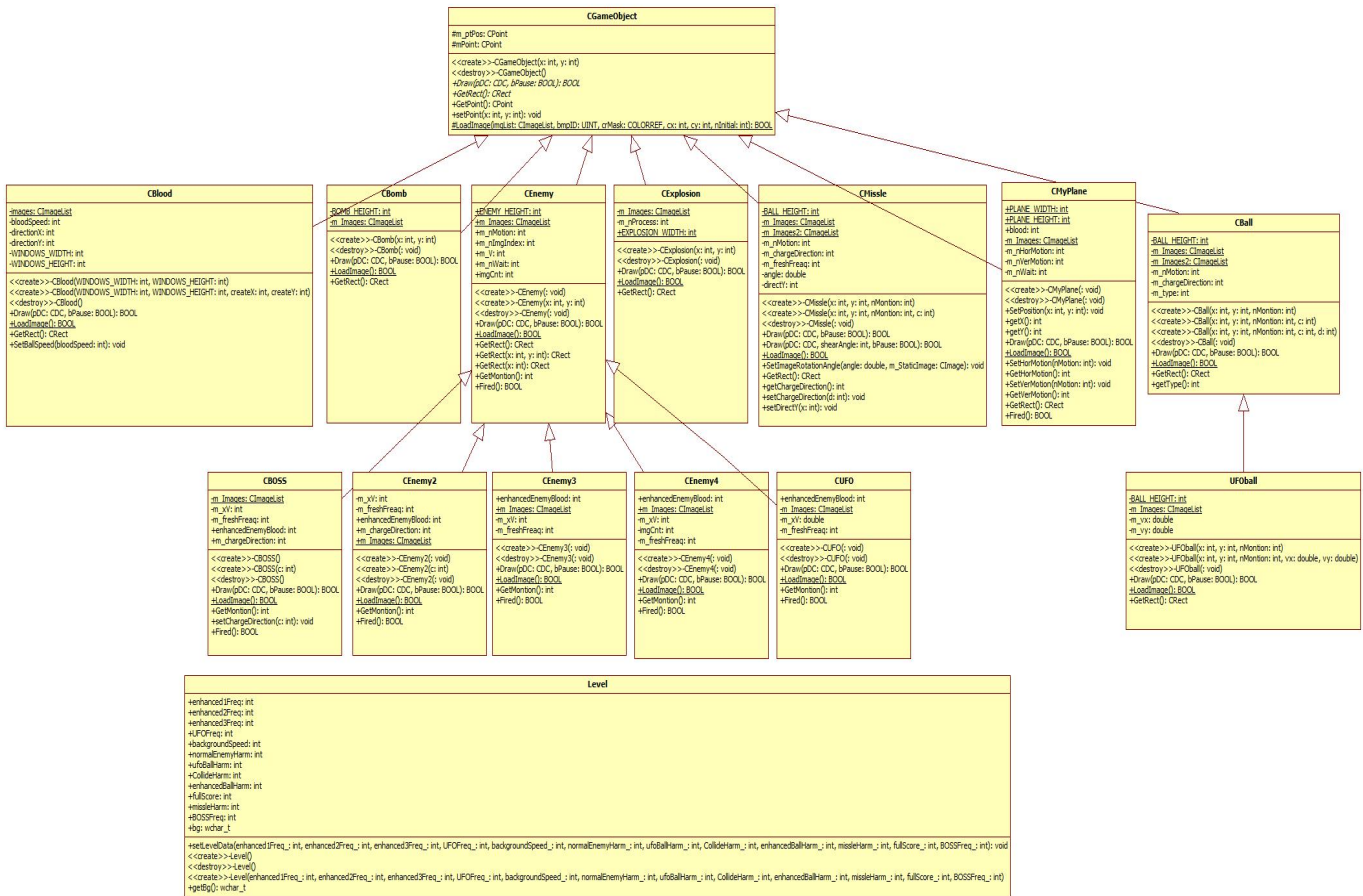 CGameObject
#m_ptPos: CPoint
#mPoint: CPoint
<<create>>-CGameObject(x: int, y: int)
<<destroy>>-CGameObject()
+Draw(pDC: CDC, bPause: BOOL): BOOL
+GetRect(): CRect
+GetPoint(): CPoint
+setPoint(x: int, y: int): void
#LoadImage(imgList: CImageList, bmpID: UINT, crMask: COLORREF, cx: int, cy: int, nInitial: int): BOOL
CBlood
-images: CImageList
-bloodSpeed: int
-directionX: int
-directionY: int
-WINDOWS_WIDTH: int
-WINDOWS_HEIGHT: int
<<create>>-CBlood(WINDOWS_WIDTH: int, WINDOWS_HEIGHT: int)
<<create>>-CBlood(WINDOWS_WIDTH: int, WINDOWS_HEIGHT: int, createX: int, createY: int)
<<destroy>>-CBlood()
+Draw(pDC: CDC, bPause: BOOL): BOOL
+LoadImage(): BOOL
+GetRect(): CRect
+SetBallSpeed(bloodSpeed: int): void
CBomb
-BOMB_HEIGHT: int
-m_Images: CImageList
<<create>>-CBomb(x: int, y: int)
<<destroy>>-CBomb(: void)
+Draw(pDC: CDC, bPause: BOOL): BOOL
+LoadImage(): BOOL
+GetRect(): CRect
CEnemy
+ENEMY_HEIGHT: int
+m_Images: CImageList
+m_nMotion: int
+m_nImgIndex: int
+m_V: int
+m_nWait: int
+imgCnt: int
<<create>>-CEnemy(: void)
<<create>>-CEnemy(x: int, y: int)
<<destroy>>-CEnemy(: void)
+Draw(pDC: CDC, bPause: BOOL): BOOL
+LoadImage(): BOOL
+GetRect(): CRect
+GetRect(x: int, y: int): CRect
+GetRect(x: int): CRect
+GetMontion(): int
+Fired(): BOOL
CExplosion
-m_Images: CImageList
-m_nProcess: int
+EXPLOSION_WIDTH: int
<<create>>-CExplosion(x: int, y: int)
<<destroy>>-CExplosion(: void)
+Draw(pDC: CDC, bPause: BOOL): BOOL
+LoadImage(): BOOL
+GetRect(): CRect
CMissle
-BALL_HEIGHT: int
-m_Images: CImageList
-m_Images2: CImageList
-m_nMotion: int
-m_chargeDirection: int
-m_freshFreaq: int
-angle: double
-directY: int
<<create>>-CMissle(x: int, y: int, nMontion: int)
<<create>>-CMissle(x: int, y: int, nMontion: int, c: int)
<<destroy>>-CMissle(: void)
+Draw(pDC: CDC, bPause: BOOL): BOOL
+Draw(pDC: CDC, shearAngle: int, bPause: BOOL): BOOL
+LoadImage(): BOOL
+SetImageRotationAngle(angle: double, m_StaticImage: CImage): void
+GetRect(): CRect
+getChargeDirection(): int
+setChargeDirection(d: int): void
+setDirectY(x: int): void
CMyPlane
+PLANE_WIDTH: int
+PLANE_HEIGHT: int
+blood: int
-m_Images: CImageList
-m_nHorMotion: int
-m_nVerMotion: int
-m_nWait: int
<<create>>-CMyPlane(: void)
<<destroy>>-CMyPlane(: void)
+SetPosition(x: int, y: int): void
+getX(): int
+getY(): int
+Draw(pDC: CDC, bPause: BOOL): BOOL
+LoadImage(): BOOL
+SetHorMotion(nMotion: int): void
+GetHorMotion(): int
+SetVerMotion(nMotion: int): void
+GetVerMotion(): int
+GetRect(): CRect
+Fired(): BOOL
CBall
-BALL_HEIGHT: int
-m_Images: CImageList
-m_Images2: CImageList
-m_nMotion: int
-m_chargeDirection: int
-m_type: int
<<create>>-CBall(x: int, y: int, nMontion: int)
<<create>>-CBall(x: int, y: int, nMontion: int, c: int)
<<create>>-CBall(x: int, y: int, nMontion: int, c: int, d: int)
<<destroy>>-CBall(: void)
+Draw(pDC: CDC, bPause: BOOL): BOOL
+LoadImage(): BOOL
+GetRect(): CRect
+getType(): int
CBOSS
-m_Images: CImageList
-m_xV: int
-m_freshFreaq: int
+enhancedEnemyBlood: int
+m_chargeDirection: int
<<create>>-CBOSS()
<<create>>-CBOSS(c: int)
<<destroy>>-CBOSS()
+Draw(pDC: CDC, bPause: BOOL): BOOL
+LoadImage(): BOOL
+GetMontion(): int
+setChargeDirection(c: int): void
+Fired(): BOOL
CEnemy2
-m_xV: int
-m_freshFreaq: int
+enhancedEnemyBlood: int
+m_chargeDirection: int
+m_Images: CImageList
<<create>>-CEnemy2(: void)
<<create>>-CEnemy2(c: int)
<<destroy>>-CEnemy2(: void)
+Draw(pDC: CDC, bPause: BOOL): BOOL
+LoadImage(): BOOL
+GetMontion(): int
+Fired(): BOOL
CEnemy3
+enhancedEnemyBlood: int
+m_Images: CImageList
-m_xV: int
-m_freshFreaq: int
<<create>>-CEnemy3(: void)
<<destroy>>-CEnemy3(: void)
+Draw(pDC: CDC, bPause: BOOL): BOOL
+LoadImage(): BOOL
+GetMontion(): int
+Fired(): BOOL
CEnemy4
+enhancedEnemyBlood: int
+m_Images: CImageList
-m_xV: int
-imgCnt: int
-m_freshFreaq: int
<<create>>-CEnemy4(: void)
<<destroy>>-CEnemy4(: void)
+Draw(pDC: CDC, bPause: BOOL): BOOL
+LoadImage(): BOOL
+GetMontion(): int
+Fired(): BOOL
CUFO
+enhancedEnemyBlood: int
-m_Images: CImageList
-m_xV: double
-m_freshFreaq: int
<<create>>-CUFO(: void)
<<destroy>>-CUFO(: void)
+Draw(pDC: CDC, bPause: BOOL): BOOL
+LoadImage(): BOOL
+GetMontion(): int
+Fired(): BOOL
UFOball
-BALL_HEIGHT: int
-m_Images: CImageList
-m_vx: double
-m_vy: double
<<create>>-UFOball(x: int, y: int, nMontion: int)
<<create>>-UFOball(x: int, y: int, nMontion: int, vx: double, vy: double)
<<destroy>>-UFOball(: void)
+Draw(pDC: CDC, bPause: BOOL): BOOL
+LoadImage(): BOOL
+GetRect(): CRect
Level
+enhanced1Freq: int
+enhanced2Freq: int
+enhanced3Freq: int
+UFOFreq: int
+backgroundSpeed: int
+normalEnemyHarm: int
+ufoBallHarm: int
+CollideHarm: int
+enhancedBallHarm: int
+fullScore: int
+missleHarm: int
+BOSSFreq: int
+bg: wchar_t
+setLevelData(enhanced1Freq_: int, enhanced2Freq_: int, enhanced3Freq_: int, UFOFreq_: int, backgroundSpeed_: int, normalEnemyHarm_: int, ufoBallHarm_: int, CollideHarm_: int, enhancedBallHarm_: int, missleHarm_: int, fullScore_: int, BOSSFreq_: int): void
<<create>>-Level()
<<destroy>>-Level()
<<create>>-Level(enhanced1Freq_: int, enhanced2Freq_: int, enhanced3Freq_: int, UFOFreq_: int, backgroundSpeed_: int, normalEnemyHarm_: int, ufoBallHarm_: int, CollideHarm_: int, enhancedBallHarm_: int, missleHarm_: int, fullScore_: int, BOSSFreq_: int)
+getBg(): wchar_t